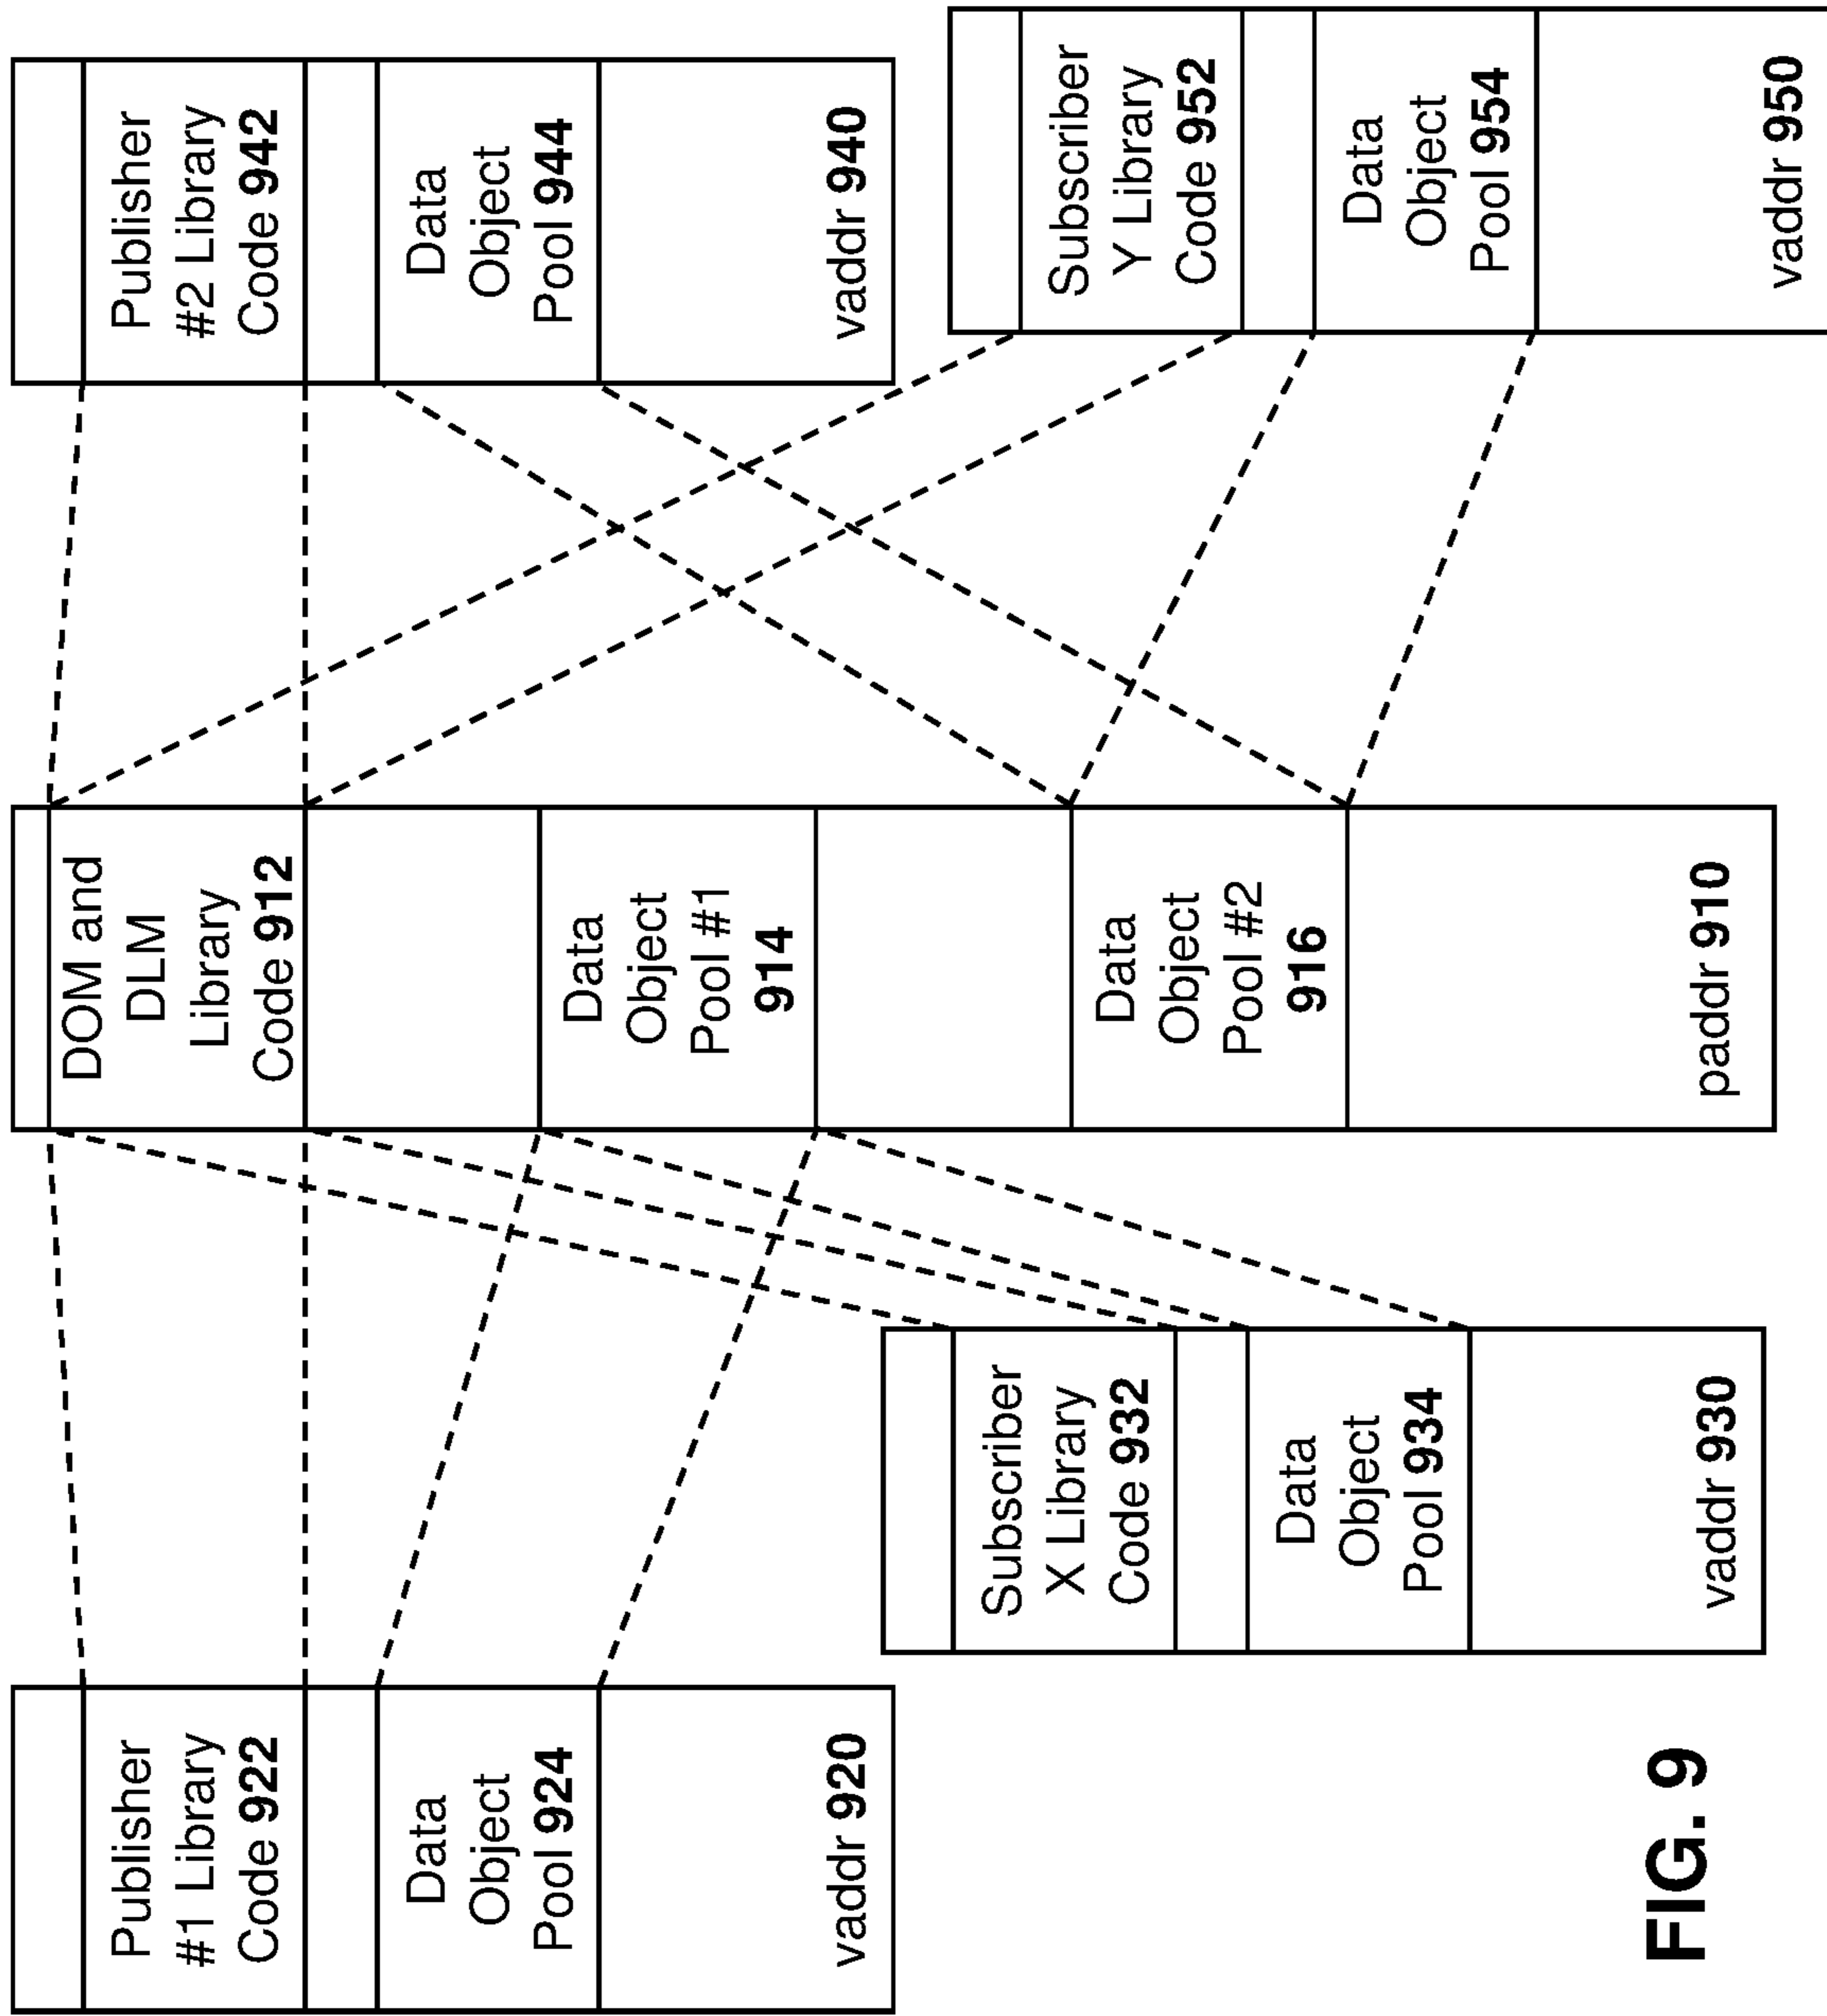 Publisher
#1 Library
Code 922
Data
Object
Pool 924
vaddr 920
Subscriber
X Library
Code 932
Data
Object
Pool 934
vaddr 930
DOM and
DLM
Library
Code 912
Data
Object
Pool #1
914
Data
Object
Pool #2
916
paddr 910
Publisher
#2 Library
Code 942
Data
Object
Pool 944
vaddr 940
Subscriber
Y Library
Code 952
Data
Object
Pool 954
vaddr 950
FIG. 9